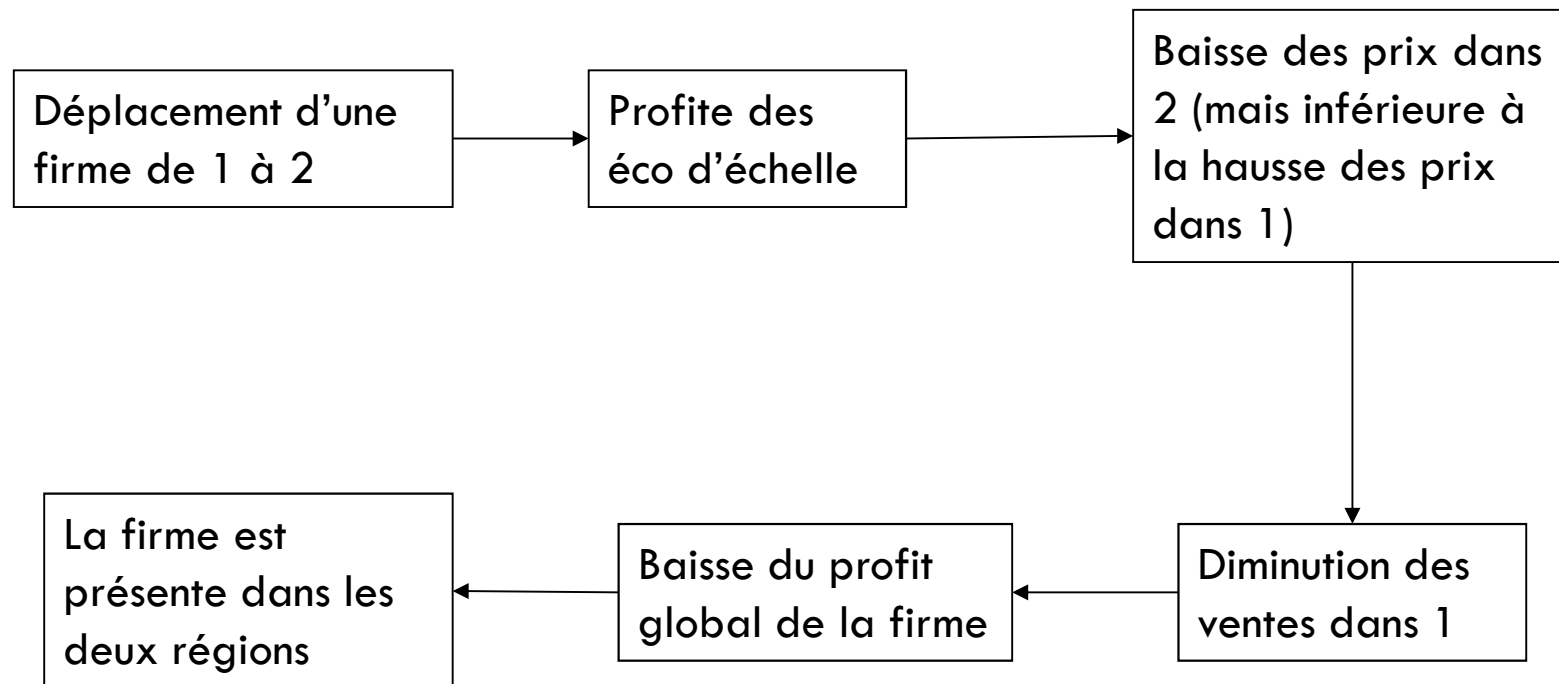 Déplacement d’une
firme de 1 à 2
Profite des
éco d’échelle
Baisse des prix dans
2 (mais inférieure à
la hausse des prix
dans 1)
Diminution des
ventes dans 1
Baisse du profit
global de la firme
La firme est
présente dans les
deux régions